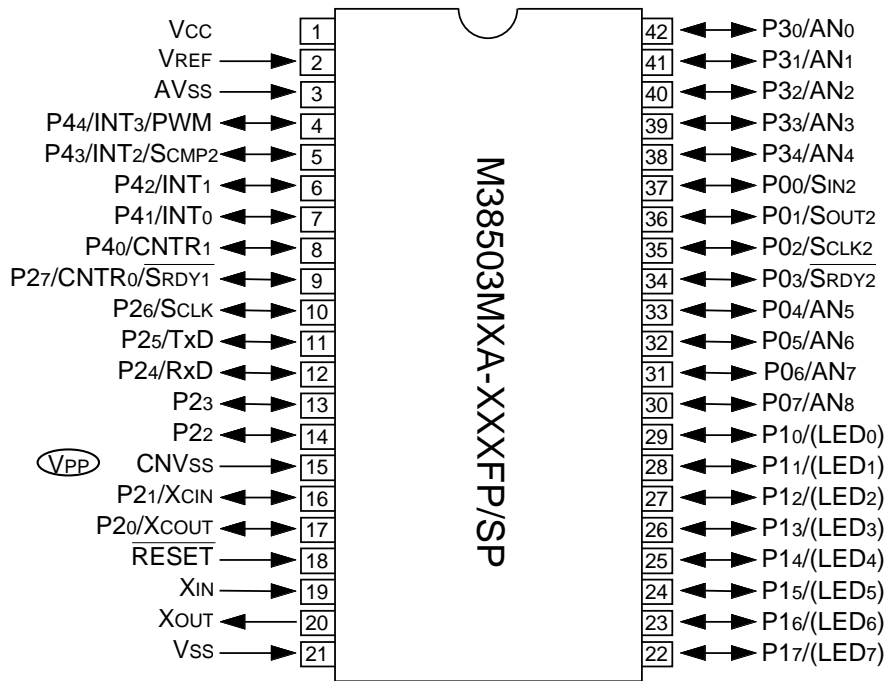 VCC 1
VREF 2
AVSS 3
P44/INT3/PWM 4
P43/INT2/SCMP2 5
P42/INT1 6
P41/INT0 7
P40/CNTR1 8
P27/CNTR0/SRDY1 9
P26/SCLK 10
P25/TxD 11
P24/RxD 12
P23 13
P22 14
VPP CNVSS 15
P21/XCIN 16
P20/XCOUT 17
RESET 18
XIN 19
XOUT 20
VSS 21
M38503MXA-XXXFP/SP
42 P30/AN0
41 P31/AN1
40 P32/AN2
39 P33/AN3
38 P34/AN4
37 P00/SIN2
36 P01/SOUT2
35 P02/SCLK2
34 P03/SRDY2
33 P04/AN5
32 P05/AN6
31 P06/AN7
30 P07/AN8
29 P10/(LED0)
28 P11/(LED1)
27 P12/(LED2)
26 P13/(LED3)
25 P14/(LED4)
24 P15/(LED5)
23 P16/(LED6)
22 P17/(LED7)